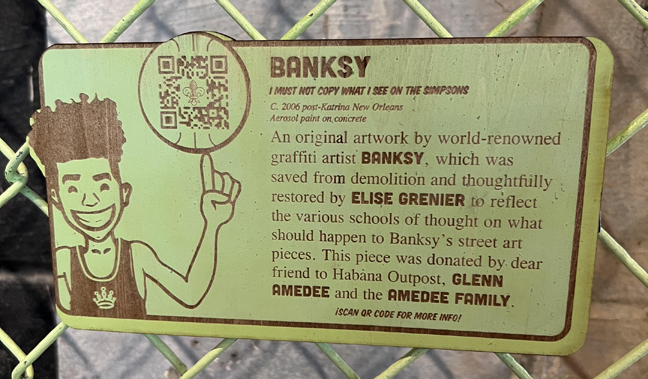 BANKSY
I MUST NOT COPY WHAT I SEE ON THE SIMPSONS
C. 2006 post-Katrina New Orleans
Aerosol paint on concrete
An original artwork by world-renowned
graffiti artist BANKSY, which was
saved from demolition and thoughtfully
restored by ELISE GRENIER to reflect
the various schools of thought on what
should happen to Banksy's street art
pieces. This piece was donated by dear
friend to Habana Outpost, GLENN
AMEDEE and the AMEDEE FAMILY.
¡SCAN QR CODE FOR MORE INFO!